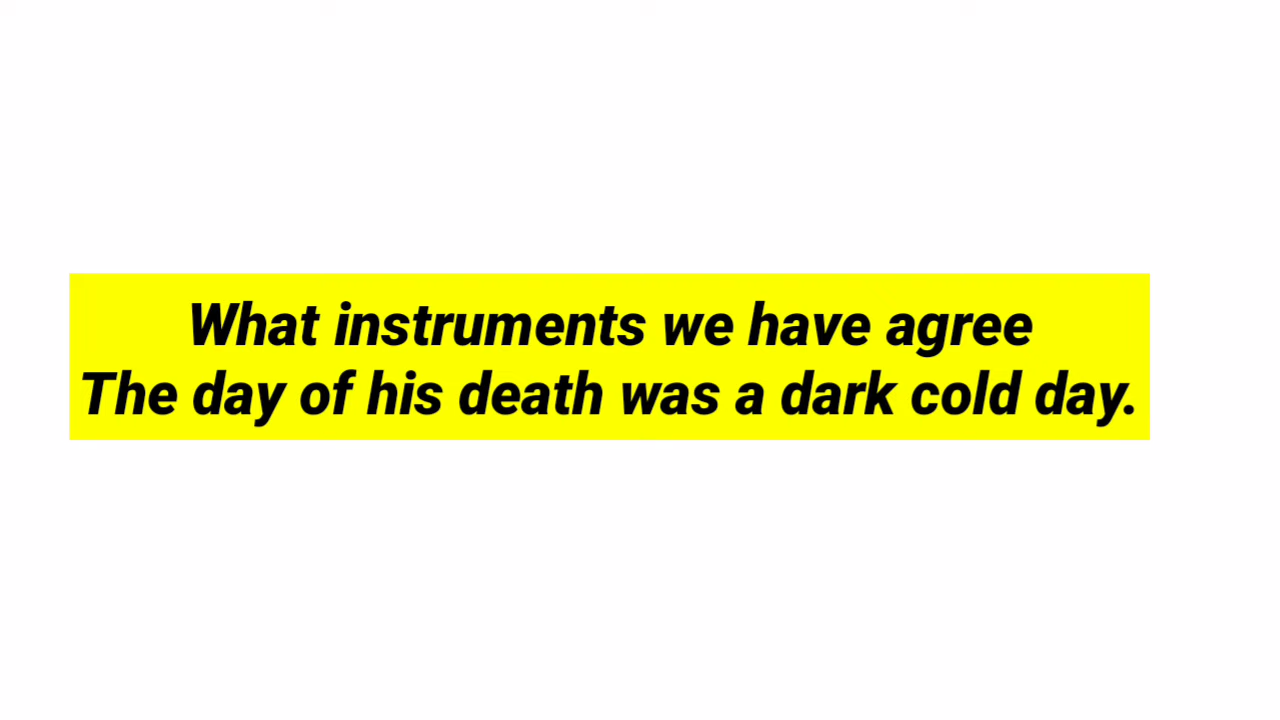 What instruments we have agree
The day of his death was a dark cold day.